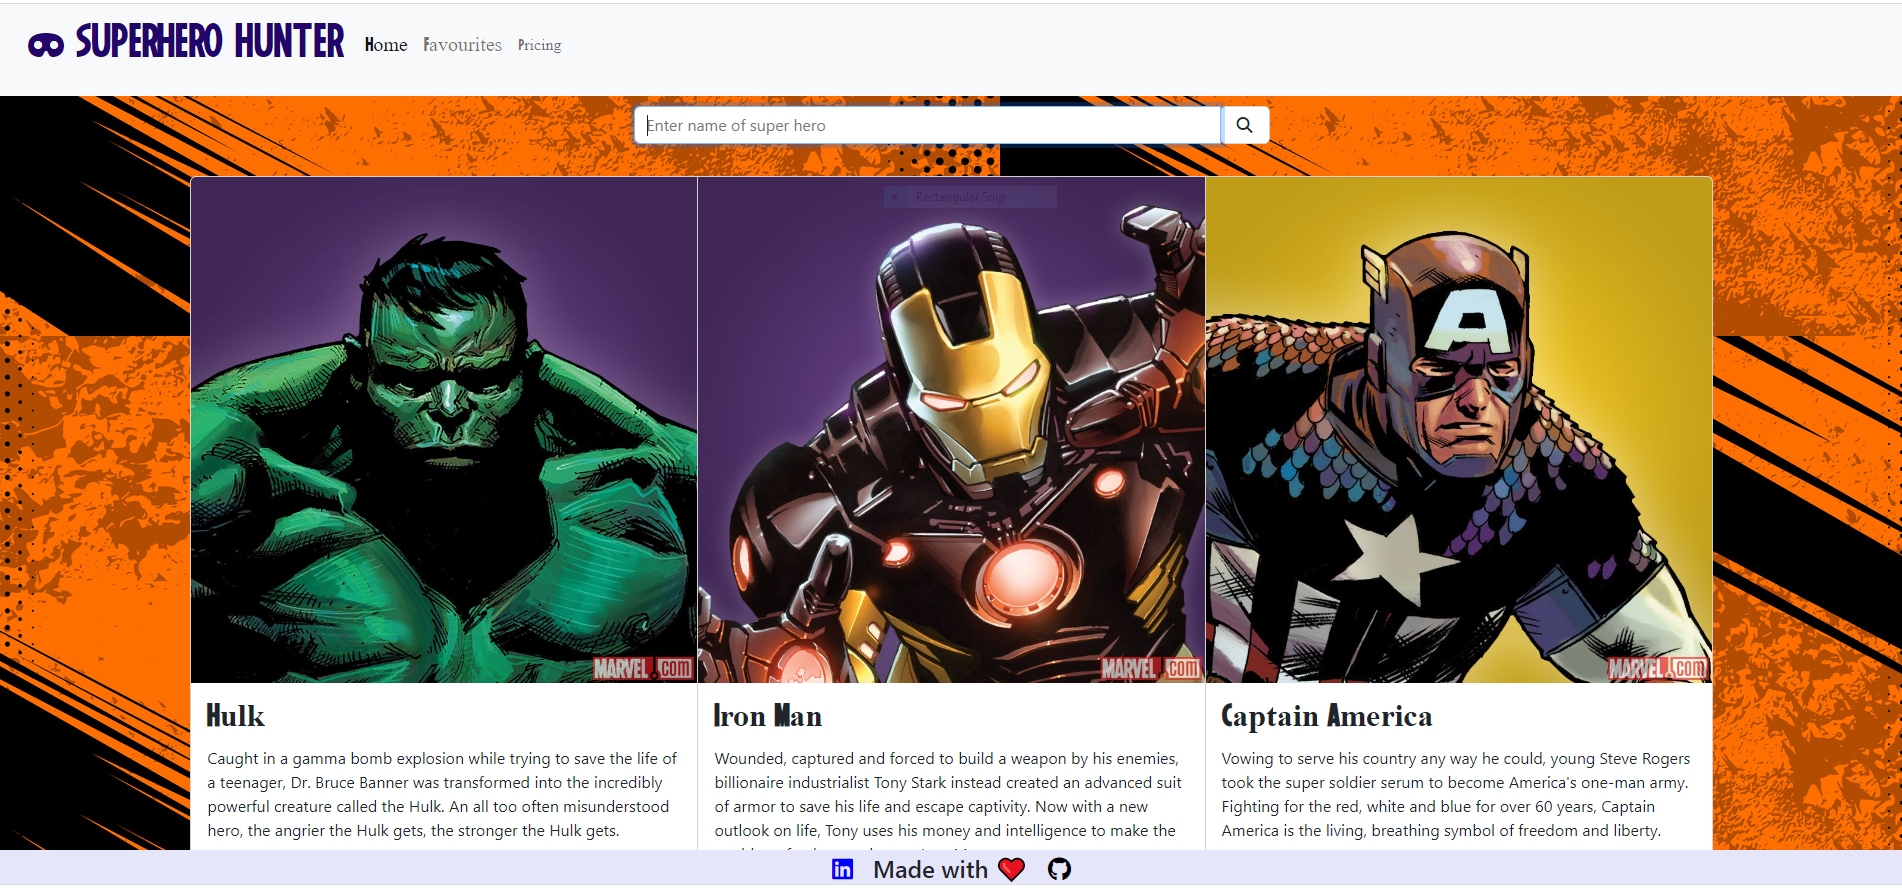 SUPERHERO HUNTER Home Favourites Pricing
Enter name of super hero
Rectangular Snip
A
MARVEL.com
MARVEL.com
MARVEL.com
Hulk
Caught in a gamma bomb explosion while trying to save the life of
a teenager, Dr. Bruce Banner was transformed into the incredibly
powerful creature called the Hulk. An all too often misunderstood
hero, the angrier the Hulk gets, the stronger the Hulk gets.
Iron Man
Wounded, captured and forced to build a weapon by his enemies,
billionaire industrialist Tony Stark instead created an advanced suit
of armor to save his life and escape captivity. Now with a new
outlook on life, Tony uses his money and intelligence to make the
Captain America
Vowing to serve his country any way he could, young Steve Rogers
took the super soldier serum to become America's one-man army.
Fighting for the red, white and blue for over 60 years, Captain
America is the living, breathing symbol of freedom and liberty.
in Made with